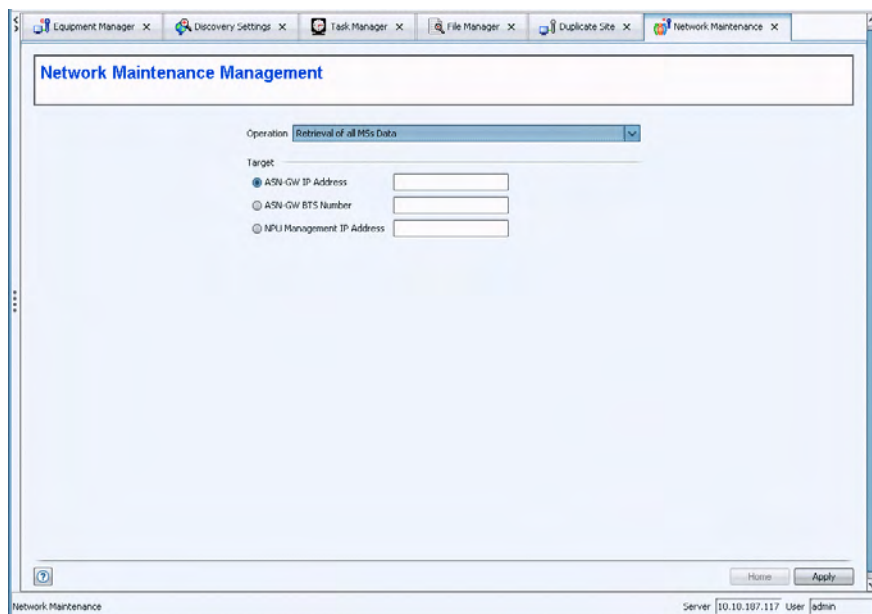 Equipment Manager X Discovery Settings X Task Manager X File Manager X Duplicate Site X Network Maintenance X
Network Maintenance Management
Operation Retrieval of all MSs Data
Target
ASN-GW IP Address
ASN-GW BTS Number
NPU Management IP Address
? Home Apply
Network Maintenance Server 10.10.187.117 User admin